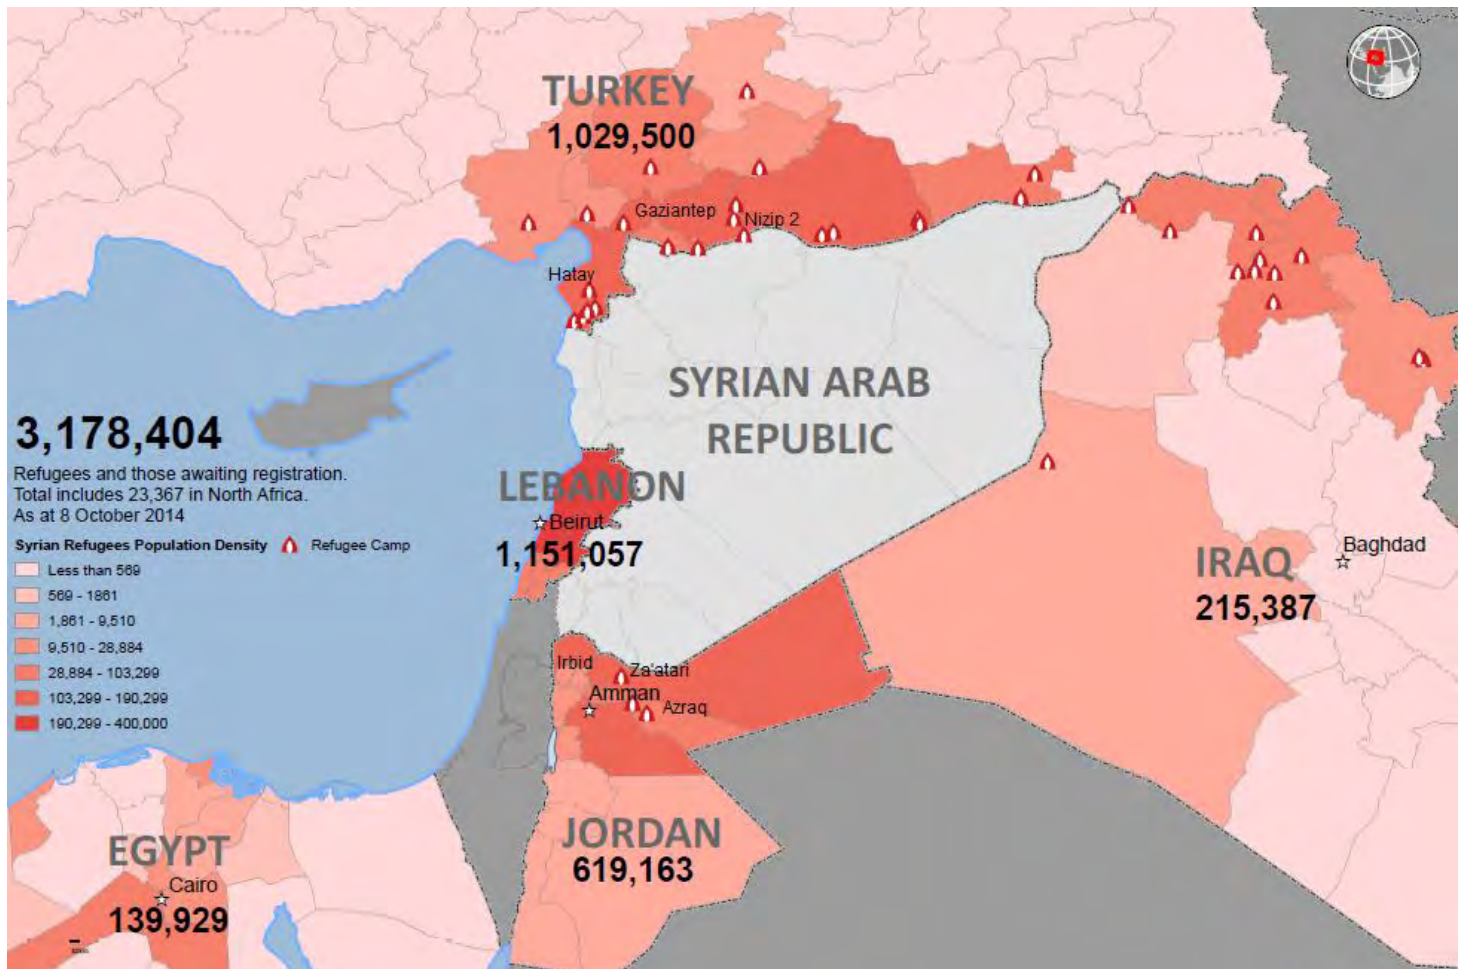 TURKEY
1,029,500
Gaziantep
Nizip 2
Hatay
SYRIAN ARAB
REPUBLIC
3,178,404
Refugees and those awaiting registration.
Total includes 23,367 in North Africa.
As at 8 October 2014
Syrian Refugees Population Density
Refugee Camp
Less than 569
569 - 1861
1,861 - 9,510
9,510 - 28,884
28,884 - 103,299
103,299 - 190,299
190,299 - 400,000
LEBANON
Beirut
1,151,057
IRAQ
Baghdad
215,387
Irbid
Za'atari
Amman
Azraq
JORDAN
619,163
EGYPT
Cairo
139,929